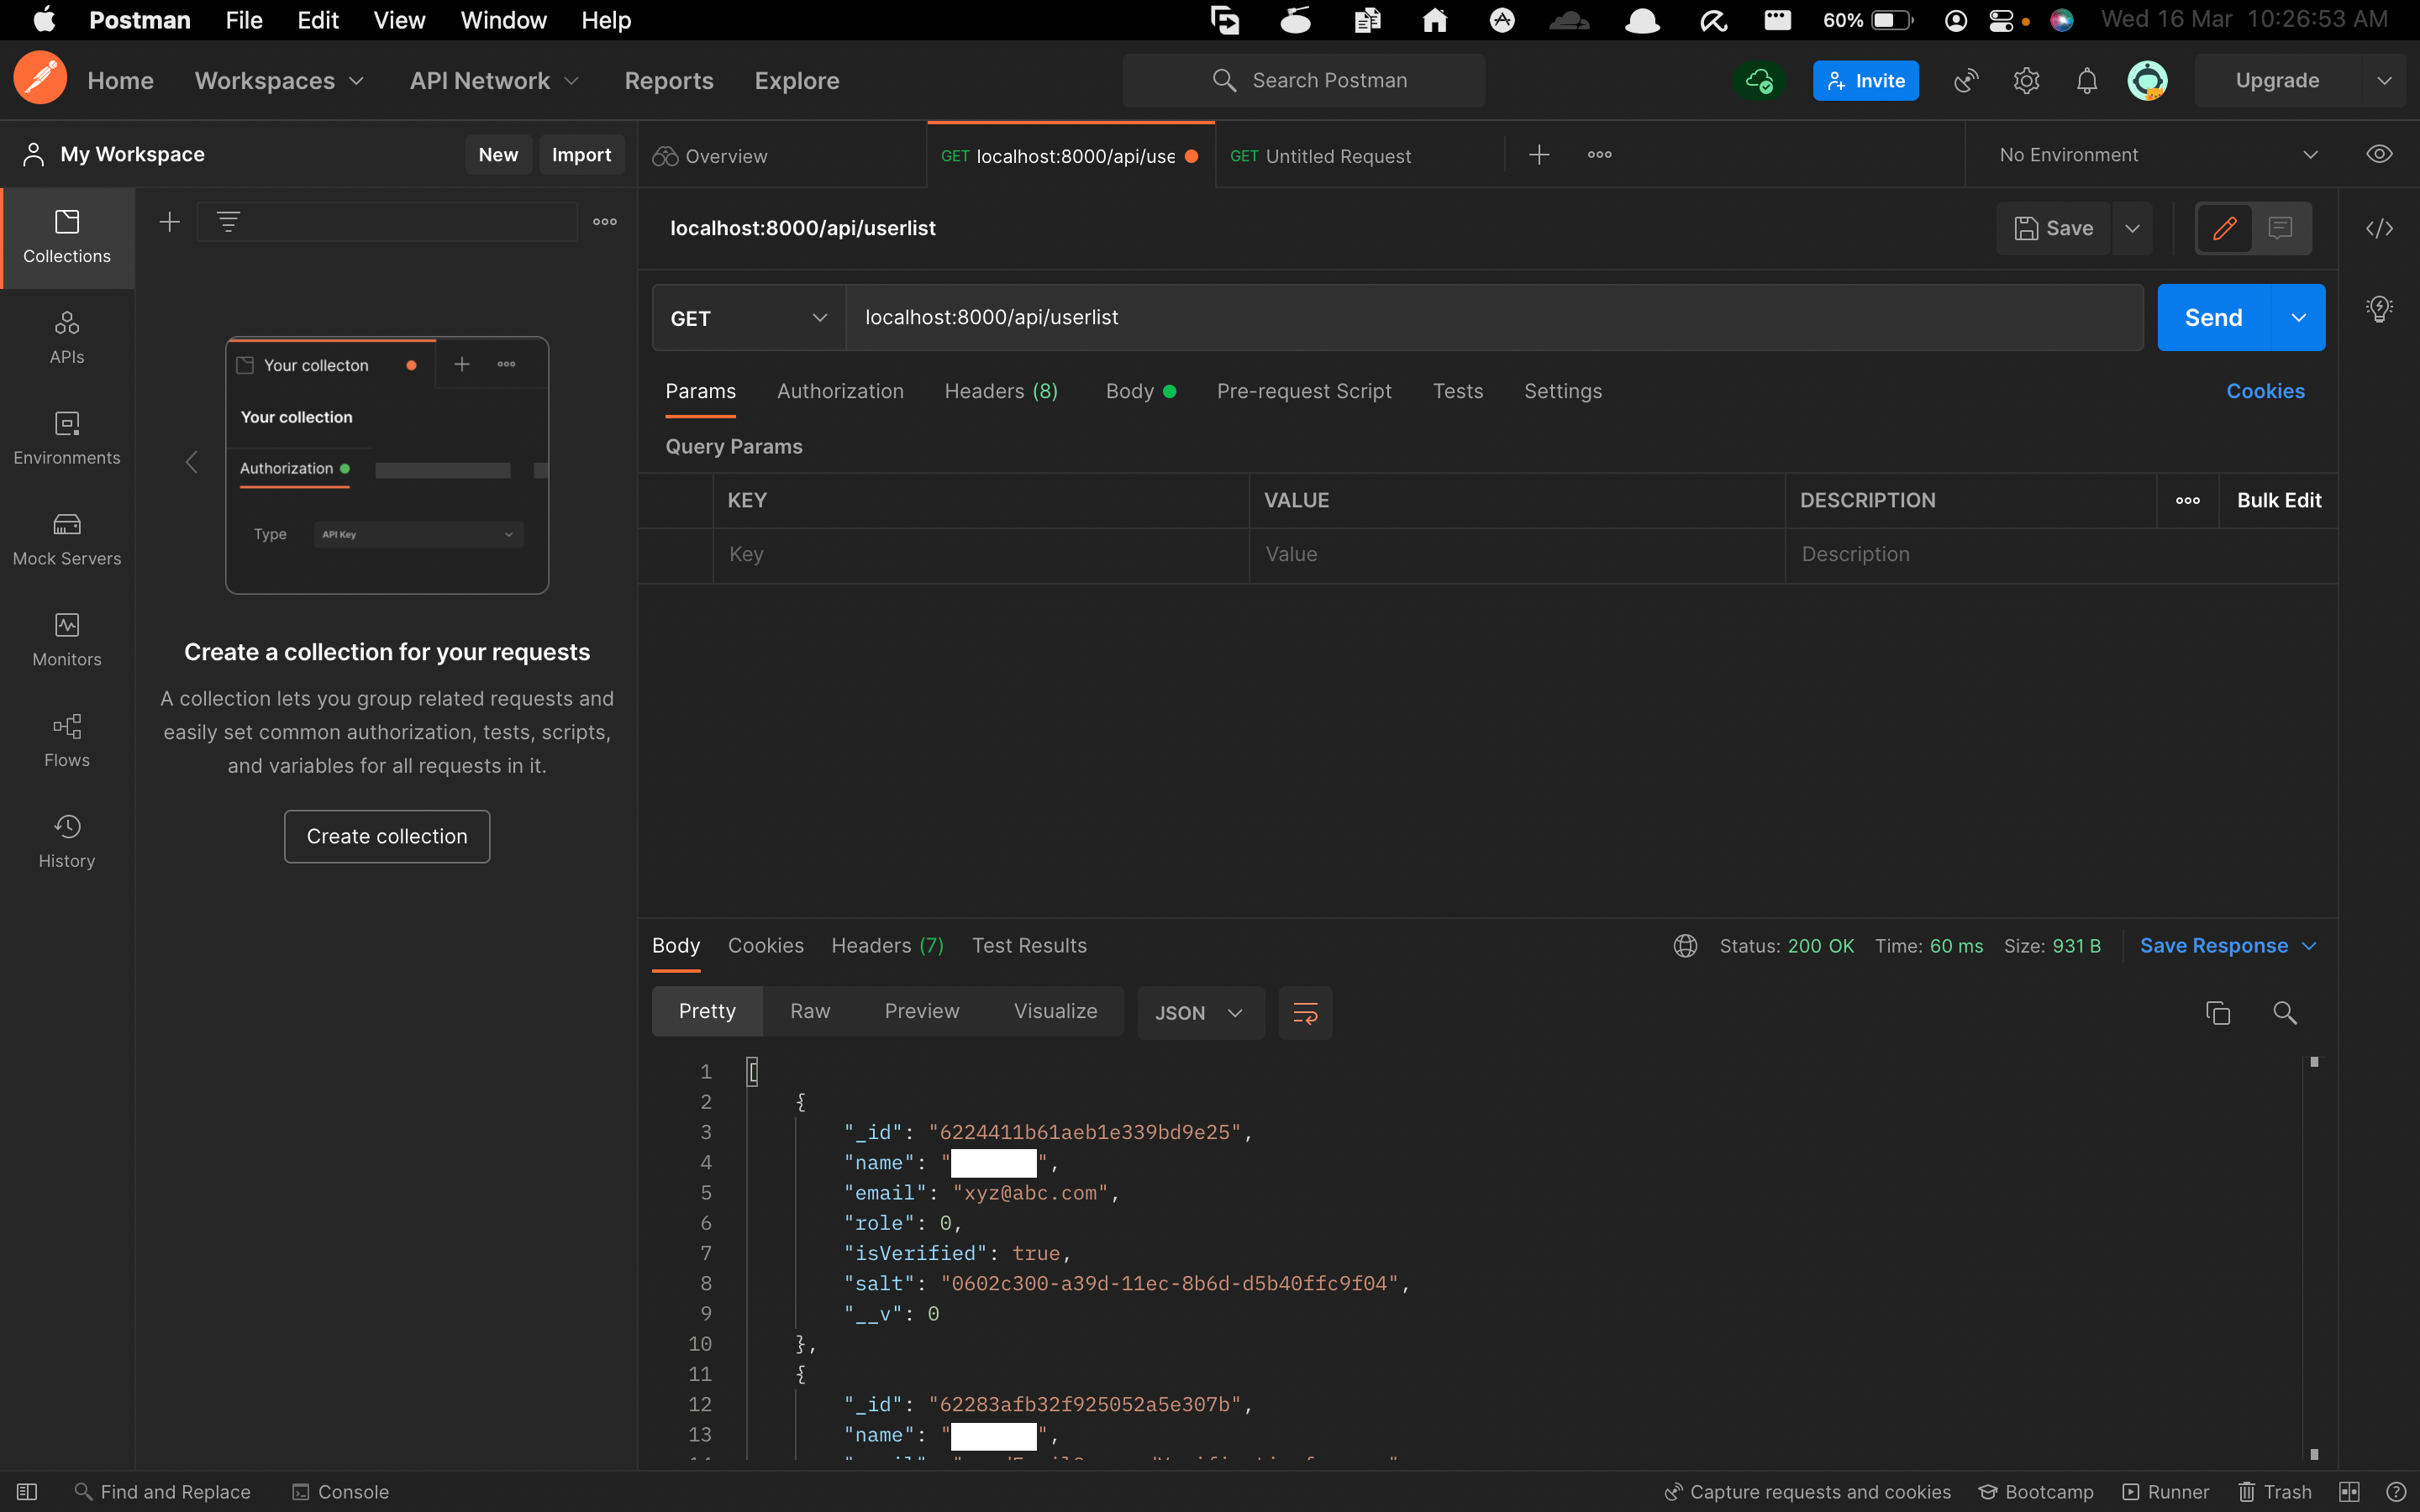 Postman File Edit View Window Help 60% Wed 16 Mar 10:26:53 AM
Home Workspaces API Network Reports Explore Search Postman Invite Upgrade
My Workspace New Import Overview GET localhost:8000/api/use GET Untitled Request No Environment
Collections
APIs
Environments
Mock Servers
Monitors
Flows
History
Your collecton
Your collection
Authorization
Type API Key
Create a collection for your requests
A collection lets you group related requests and
easily set common authorization, tests, scripts,
and variables for all requests in it.
Create collection
localhost:8000/api/userlist Save
GET localhost:8000/api/userlist Send
Params Authorization Headers (8) Body Pre-request Script Tests Settings Cookies
Query Params
KEY VALUE DESCRIPTION Bulk Edit
Key Value Description
Body Cookies Headers (7) Test Results Status: 200 OK Time: 60 ms Size: 931 B Save Response
Pretty Raw Preview Visualize JSON
1 [
2 {
3 "_id": "6224411b61aeb1e339bd9e25",
4 "name": "",
5 "email": "xyz@abc.com",
6 "role": 0,
7 "isVerified": true,
8 "salt": "0602c300-a39d-11ec-8b6d-d5b40ffc9f04",
9 "__v": 0
10 },
11 {
12 "_id": "62283afb32f925052a5e307b",
13 "name": "",
Find and Replace Console Capture requests and cookies Bootcamp Runner Trash